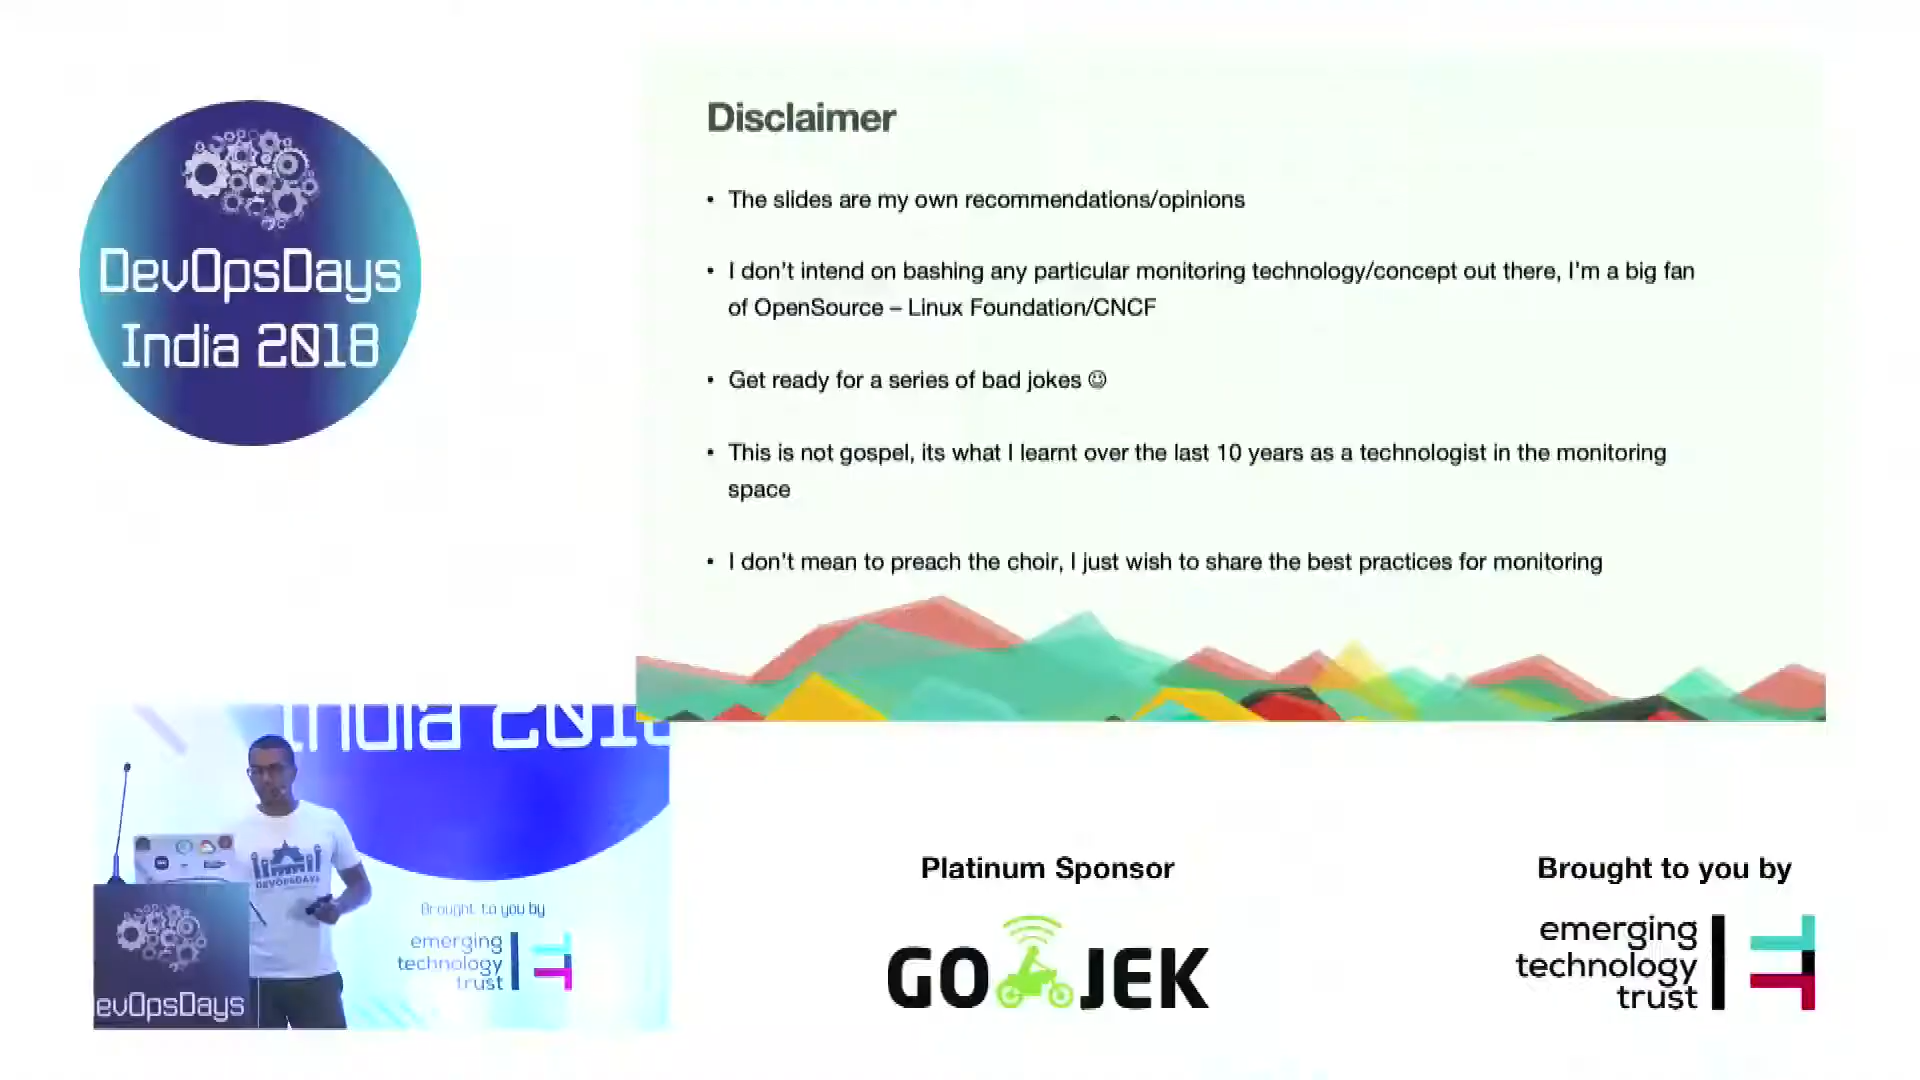 DevOpsDays
India 2018
Disclaimer
• The slides are my own recommendations/opinions
• I don't intend on bashing any particular monitoring technology/concept out there, I'm a big fan
of OpenSource – Linux Foundation/CNCF
• Get ready for a series of bad jokes ☺
• This is not gospel, its what I learnt over the last 10 years as a technologist in the monitoring
space
• I don't mean to preach the choir, I just wish to share the best practices for monitoring
India 201
DEVOPSDAYS
Brought to you by
emerging
technology
trust
evOpsDays
Platinum Sponsor
GO JEK
Brought to you by
emerging
technology
trust